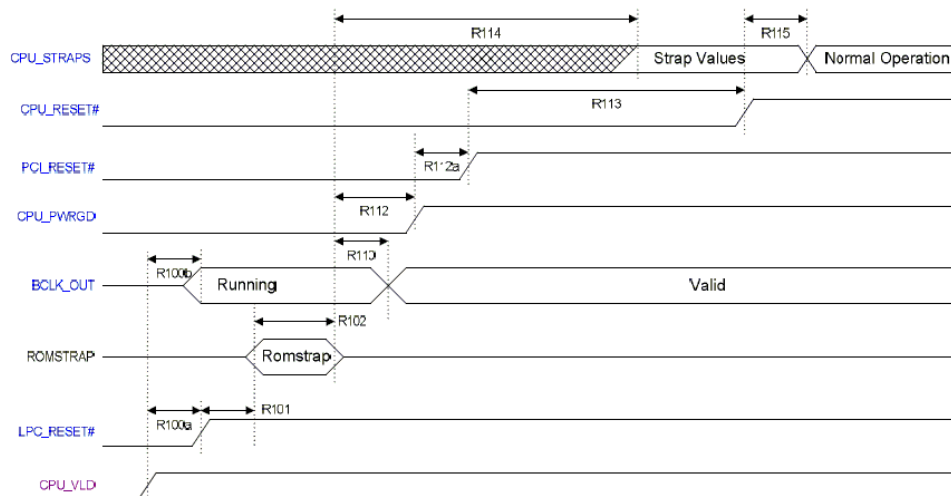 R114
R115
CPU_STRAPS
Strap Values
Normal Operation
CPU_RESET#
R113
PCI_RESET#
R112a
CPU_PWRGD
R112
R110
BCLK_OUT
R100b
Running
Valid
R102
ROMSTRAP
Romstrap
R101
LPC_RESET#
R100a
CPU_VLD